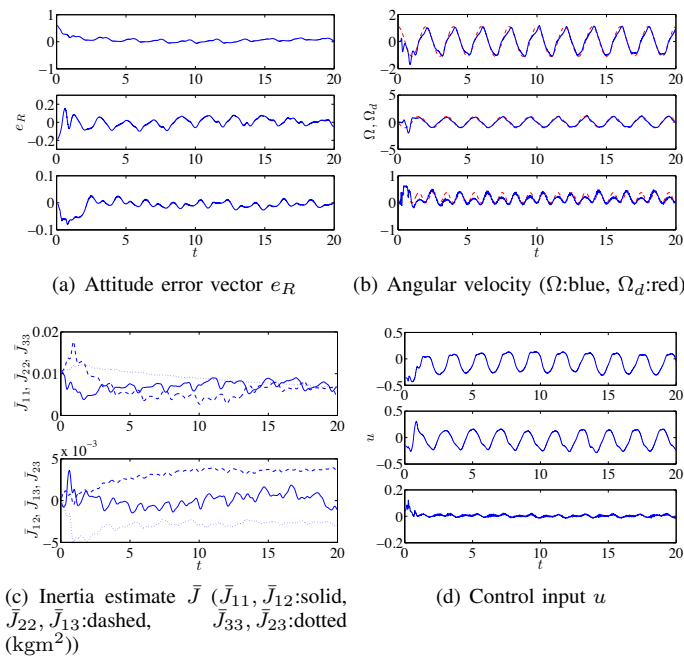 1
0
−1
0 5 10 15 20
0.2
0
−0.2
0 5 10 15 20
e_R
0.1
0
−0.1
0 5 10 15 20
t
(a) Attitude error vector e_R
2
0
−2
0 5 10 15 20
5
0
−5
0 5 10 15 20
Ω, Ω_d
1
0
−1
0 5 10 15 20
t
(b) Angular velocity (Ω:blue, Ω_d:red)
0.02
0.01
0
0 5 10 15 20
J̄_11, J̄_22, J̄_33
x 10^−3
5
0
−5
0 5 10 15 20
J̄_12, J̄_13, J̄_23
t
(c) Inertia estimate J̄ (J̄_11, J̄_12:solid,
J̄_22, J̄_13:dashed, J̄_33, J̄_23:dotted
(kgm²))
0.5
0
−0.5
0 5 10 15 20
0.5
0
−0.5
0 5 10 15 20
u
0.2
0
0.2
0 5 10 15 20
t
(d) Control input u